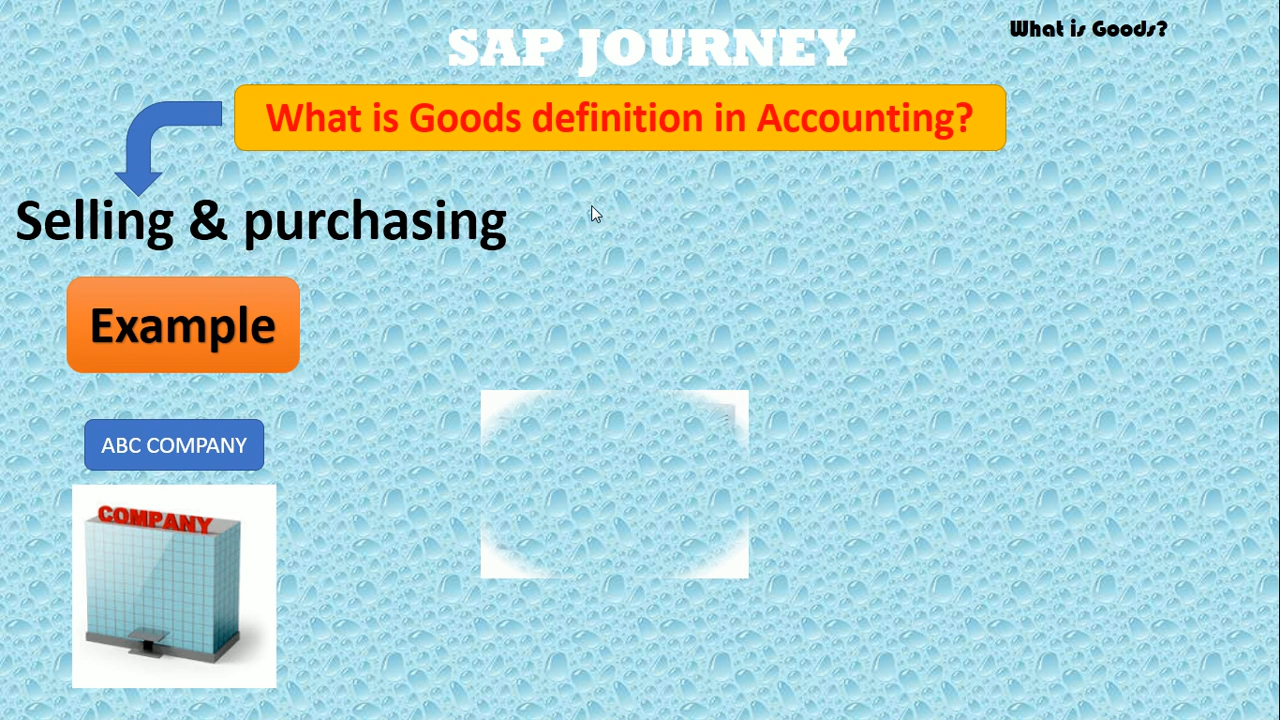 What is Goods?
SAP JOURNEY
What is Goods definition in Accounting?
Selling & purchasing
Example
ABC COMPANY
COMPANY